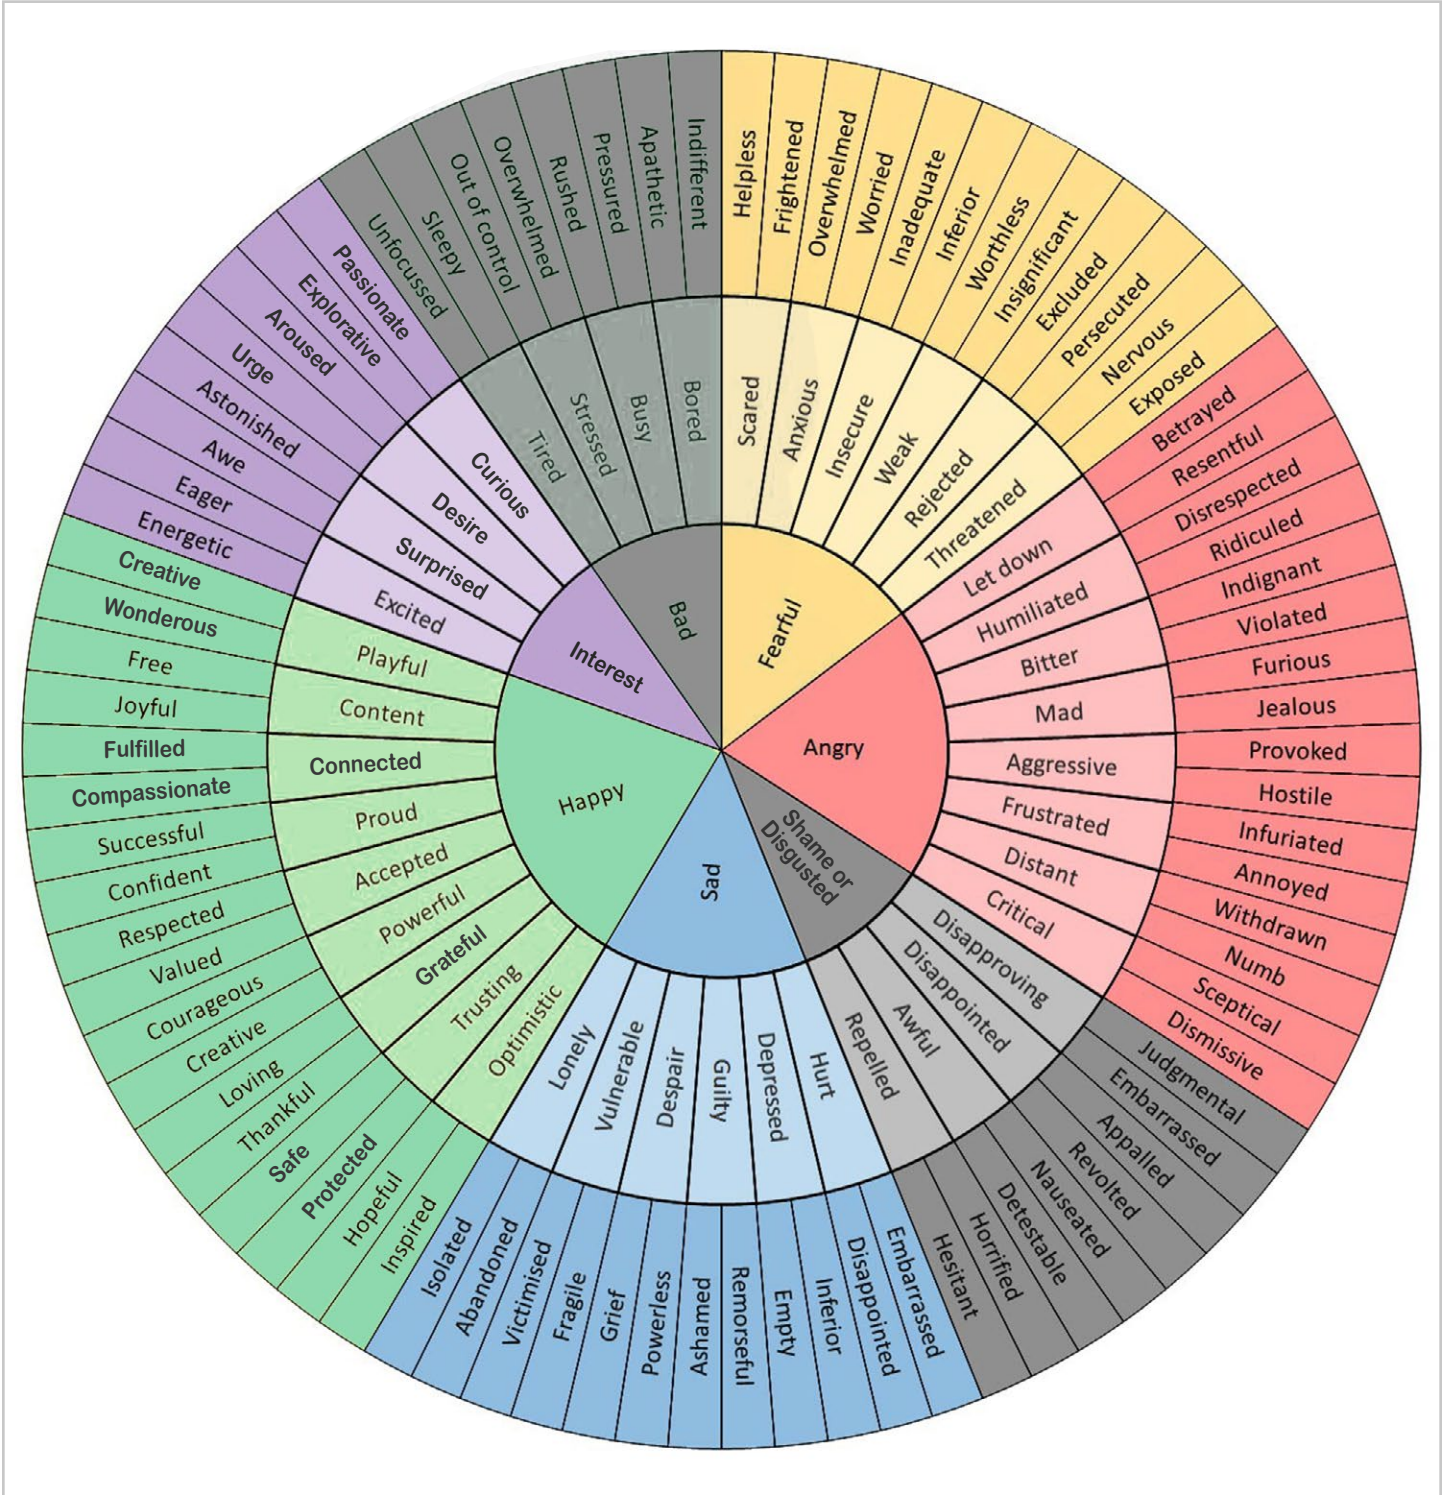 Fearful
Angry
Shame or
Disgusted
Sad
Happy
Interest
Bad
Scared
Anxious
Insecure
Weak
Rejected
Threatened
Let down
Humiliated
Bitter
Mad
Aggressive
Frustrated
Distant
Critical
Disapproving
Disappointed
Awful
Repelled
Hurt
Depressed
Guilty
Despair
Vulnerable
Lonely
Optimistic
Trusting
Grateful
Powerful
Accepted
Proud
Connected
Content
Playful
Excited
Surprised
Desire
Curious
Tired
Stressed
Busy
Bored
Helpless
Frightened
Overwhelmed
Worried
Inadequate
Inferior
Worthless
Insignificant
Excluded
Persecuted
Nervous
Exposed
Betrayed
Resentful
Disrespected
Ridiculed
Indignant
Violated
Furious
Jealous
Provoked
Hostile
Infuriated
Annoyed
Withdrawn
Numb
Sceptical
Dismissive
Judgmental
Embarrassed
Appalled
Revolted
Nauseated
Detestable
Horrified
Hesitant
Embarrassed
Disappointed
Inferior
Empty
Remorseful
Ashamed
Powerless
Grief
Fragile
Victimised
Abandoned
Isolated
Inspired
Hopeful
Protected
Safe
Thankful
Loving
Creative
Courageous
Valued
Respected
Confident
Successful
Compassionate
Fulfilled
Joyful
Free
Wonderous
Creative
Energetic
Eager
Awe
Astonished
Urge
Aroused
Explorative
Passionate
Unfocussed
Sleepy
Out of control
Overwhelmed
Rushed
Pressured
Apathetic
Indifferent